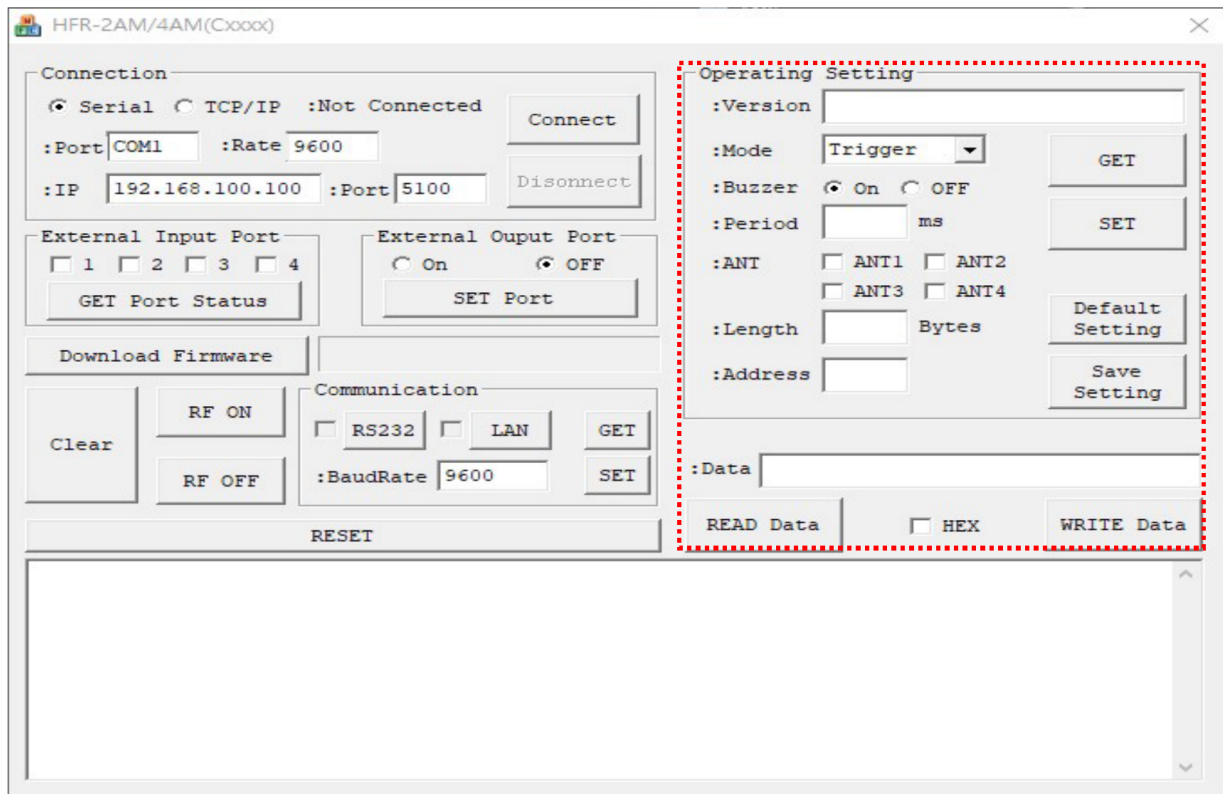 HFR-2AM/4AM(Cxxxx)
Connection
Serial TCP/IP :Not Connected
Connect
:Port COM1 :Rate 9600
:IP 192.168.100.100 :Port 5100
Disonnect
External Input Port
1 2 3 4
GET Port Status
External Ouput Port
On OFF
SET Port
Download Firmware
Clear
RF ON
RF OFF
Communication
RS232 LAN GET
:BaudRate 9600 SET
RESET
Operating Setting
:Version
:Mode Trigger
GET
:Buzzer On OFF
:Period ms
SET
:ANT ANT1 ANT2
ANT3 ANT4
Default
Setting
:Length Bytes
:Address
Save
Setting
:Data
READ Data HEX WRITE Data